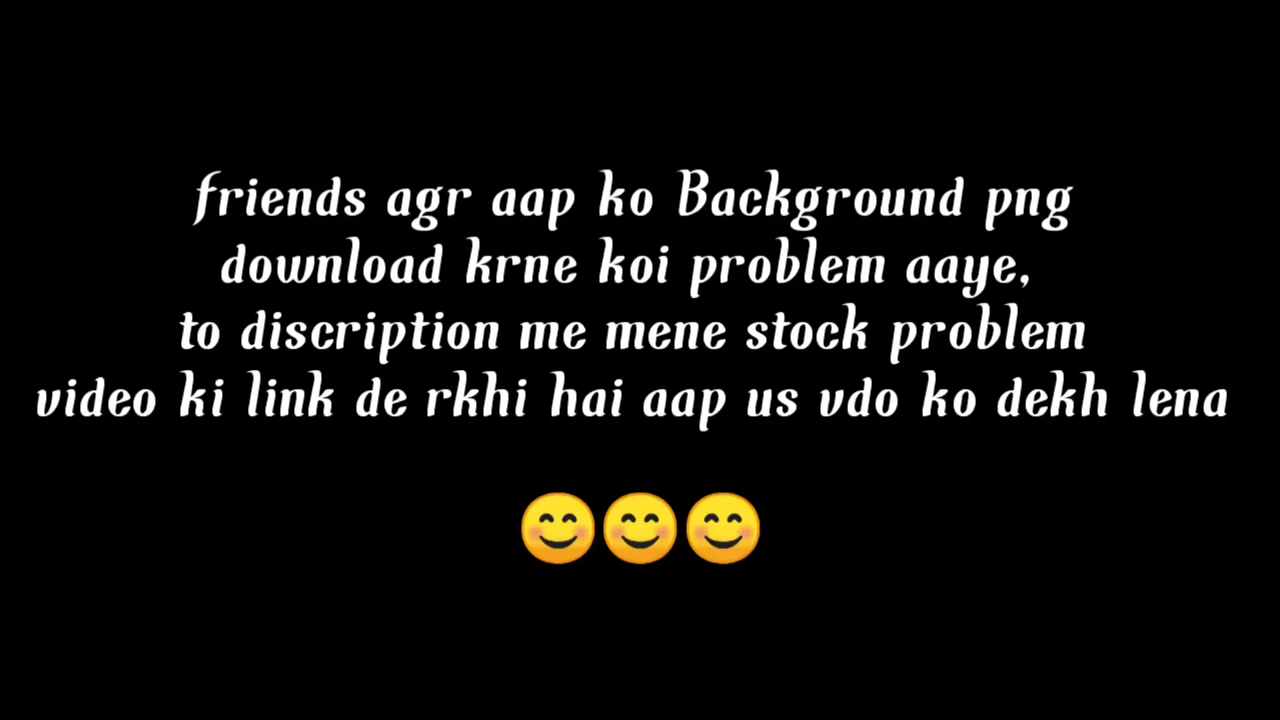 friends agr aap ko Background png
download krne koi problem aaye,
to discription me mene stock problem
video ki link de rkhi hai aap us vdo ko dekh lena
😊😊😊